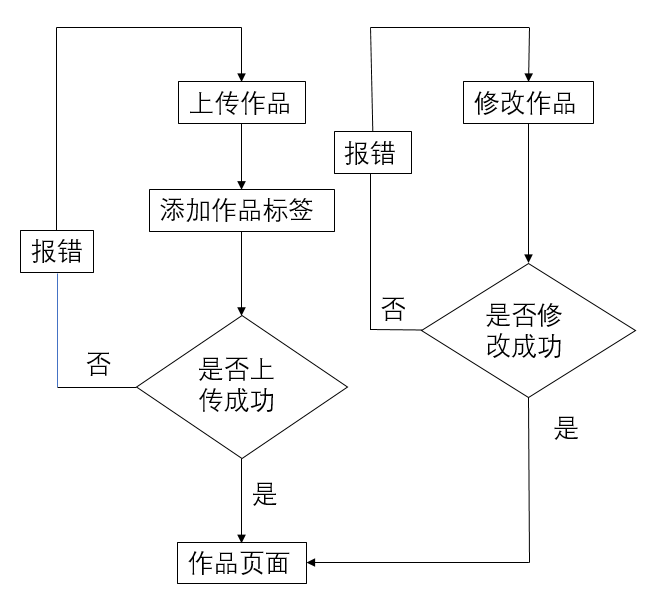 上传作品
修改作品
报错
添加作品标签
报错
否
是否修
改成功
否
是否上
传成功
是
是
作品页面